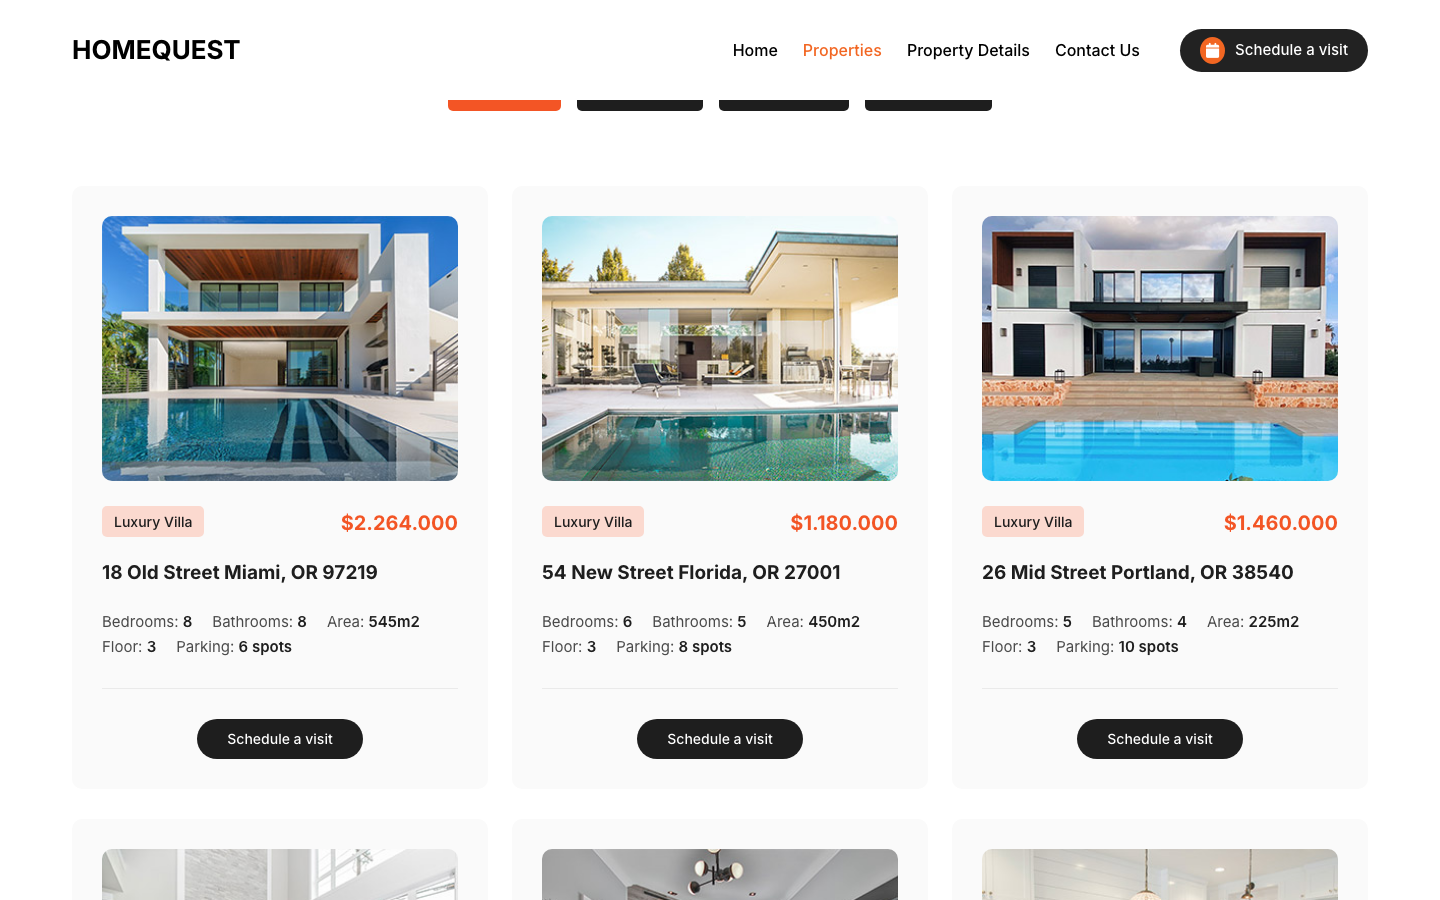 HOMEQUEST
Home Properties Property Details Contact Us Schedule a visit
Luxury Villa $2.264.000
18 Old Street Miami, OR 97219
Bedrooms: 8 Bathrooms: 8 Area: 545m2
Floor: 3 Parking: 6 spots
Schedule a visit
Luxury Villa $1.180.000
54 New Street Florida, OR 27001
Bedrooms: 6 Bathrooms: 5 Area: 450m2
Floor: 3 Parking: 8 spots
Schedule a visit
Luxury Villa $1.460.000
26 Mid Street Portland, OR 38540
Bedrooms: 5 Bathrooms: 4 Area: 225m2
Floor: 3 Parking: 10 spots
Schedule a visit